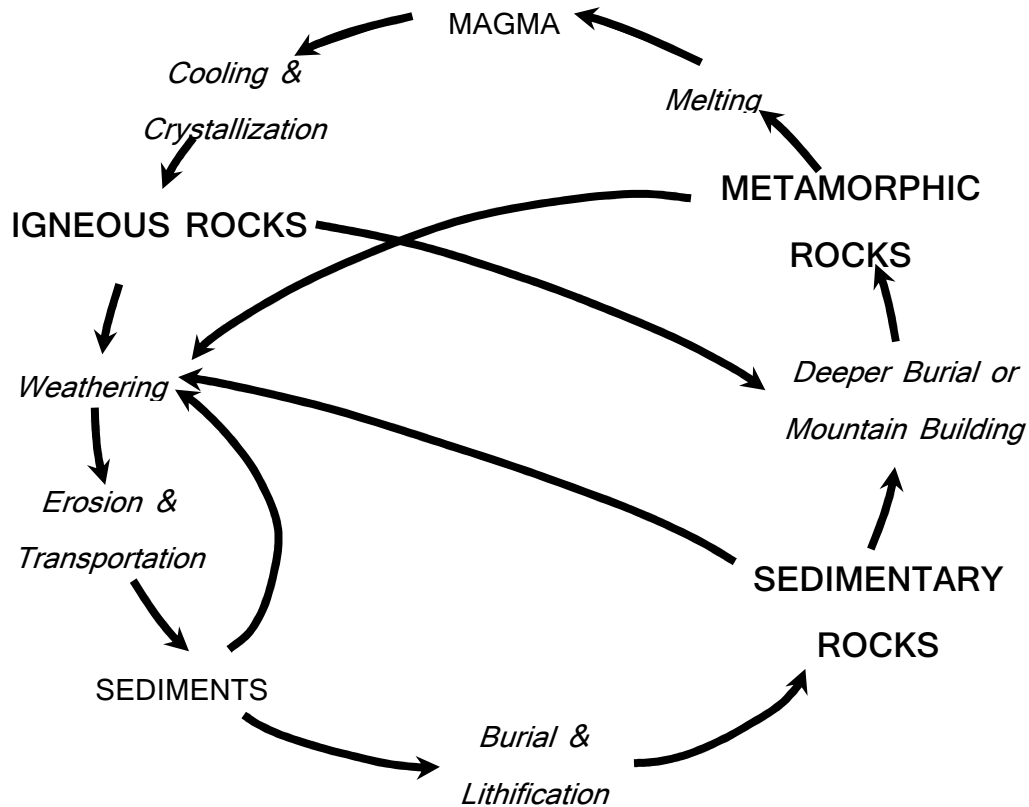 MAGMA
Cooling &
Crystallization
Melting
METAMORPHIC
ROCKS
IGNEOUS ROCKS
Weathering
Deeper Burial or
Mountain Building
Erosion &
Transportation
SEDIMENTARY
ROCKS
SEDIMENTS
Burial &
Lithification